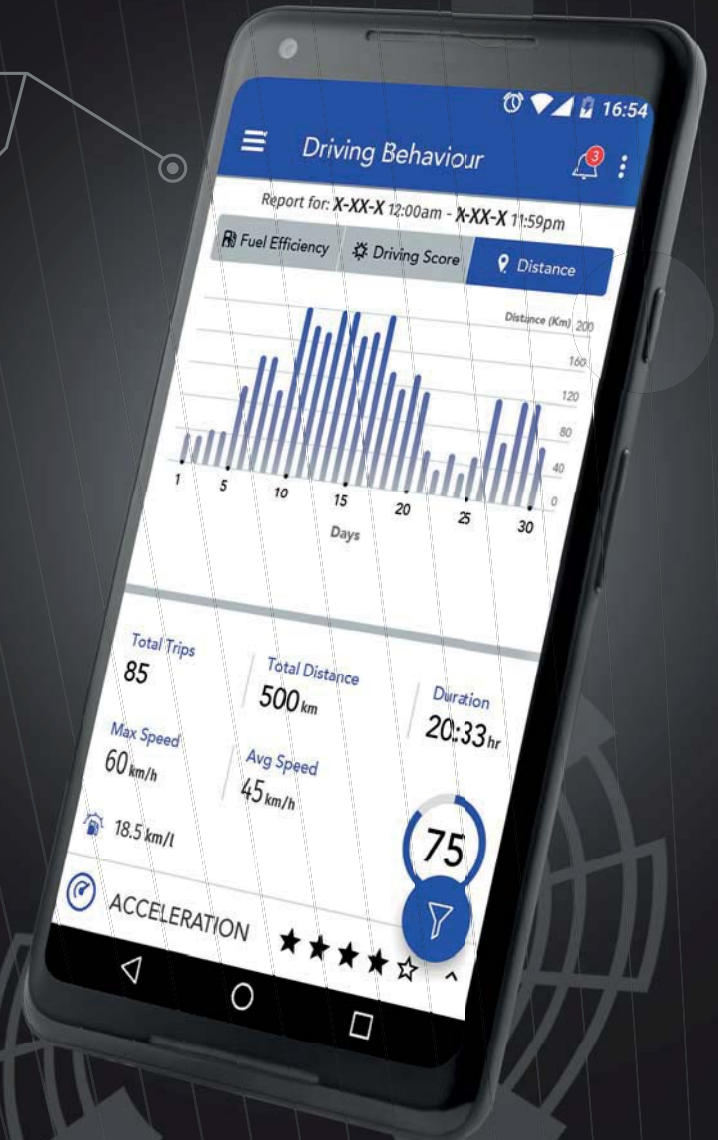 16:54
Driving Behaviour
3
Report for: X-XX-X 12:00am - X-XX-X 11:59pm
Fuel Efficiency Driving Score Distance
Distance (Km) 200
160
120
80
40
0
1 5 10 15 20 25 30
Days
Total Trips Total Distance Duration
85 500 km 20:33 hr
Max Speed Avg Speed
60 km/h 45 km/h
18.5 km/l
75
ACCELERATION